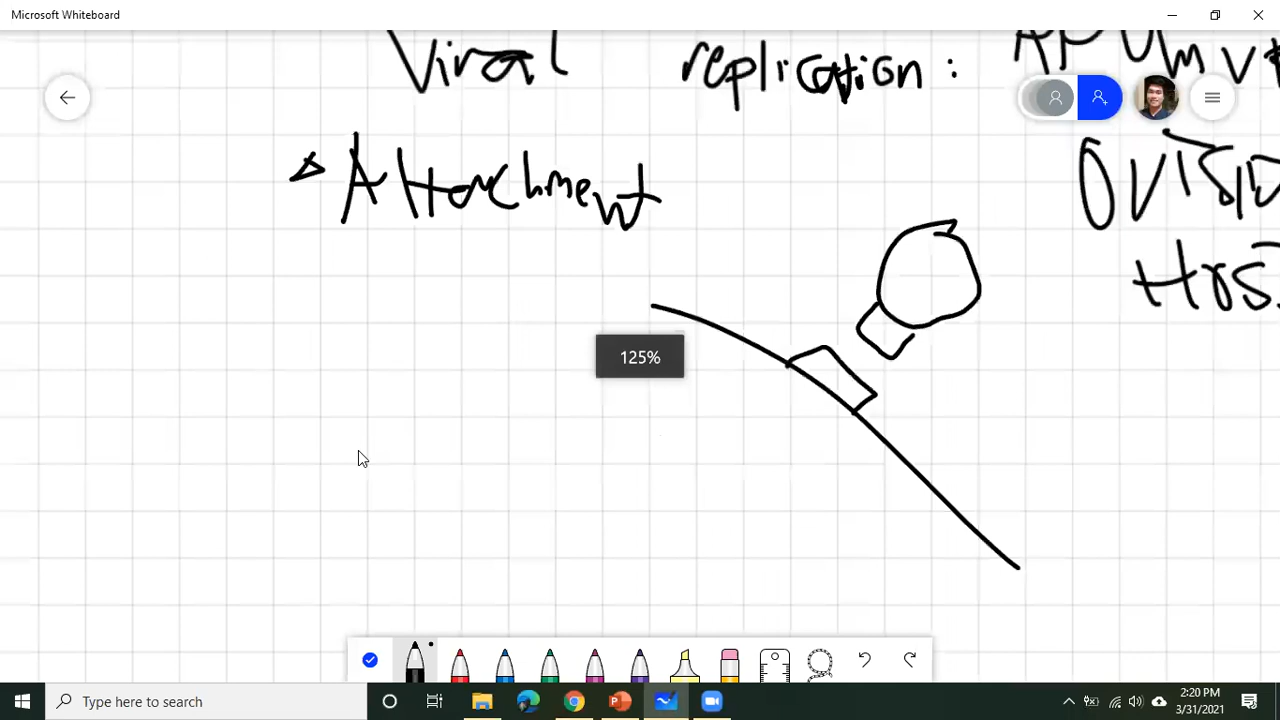 Microsoft Whiteboard
Viral replication:
Attachment
125%
Type here to search
2:20 PM
3/31/2021